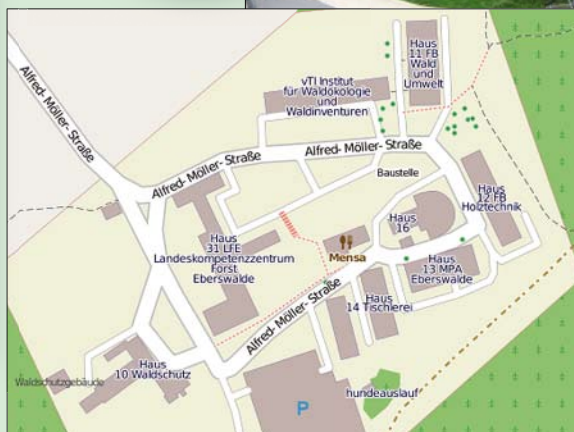 Haus
11 FB
Wald
und
Umwelt
vTI Institut
für Waldökologie
und
Waldinventuren
Alfred-Möller-Straße
Alfred-Möller-Straße
Alfred-Möller-Straße
Baustelle
Haus
12 FB
Holztechnik
Haus
16
Haus
31 LFE
Landeskompetenzzentrum
Forst
Eberswalde
Mensa
Haus
13 MPA
Eberswalde
Alfred-Möller-Straße
Haus
14 Tischlerei
Haus
10 Waldschutz
Waldschutzgebäude
hundeauslauf
P